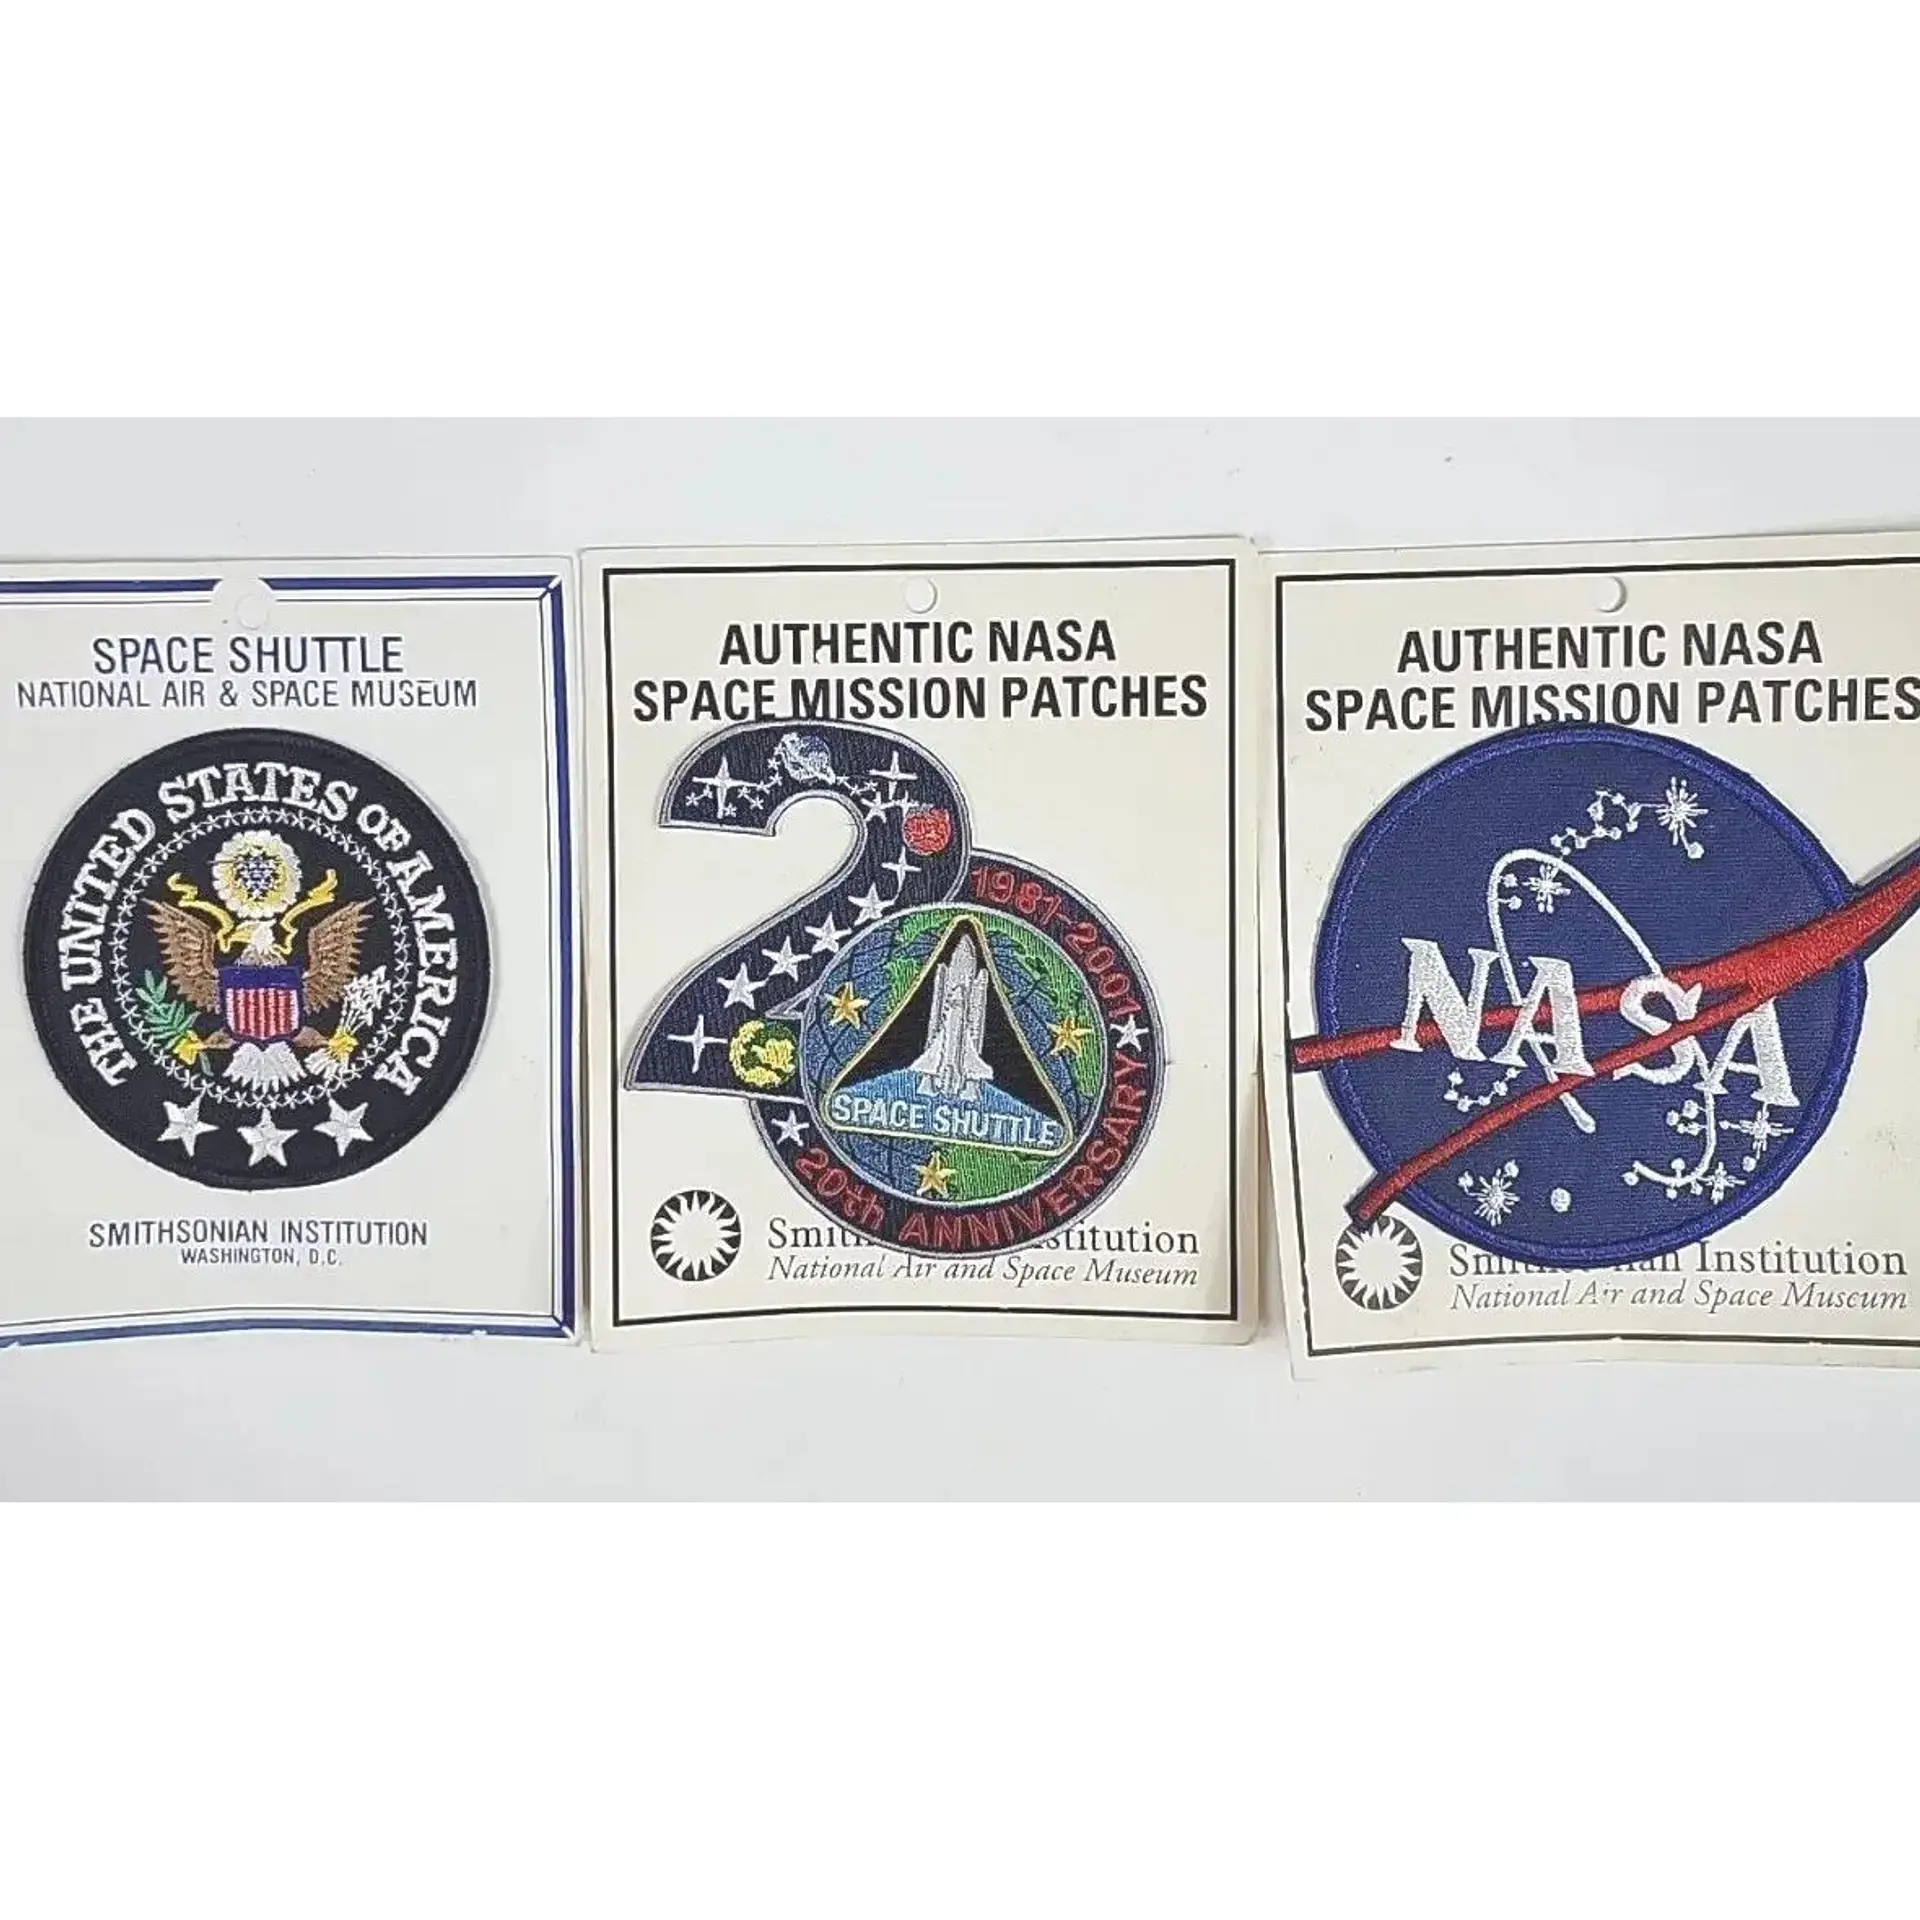 SPACE SHUTTLE
NATIONAL AIR & SPACE MUSEUM
THE UNITED STATES OF AMERICA
SMITHSONIAN INSTITUTION
WASHINGTON, D.C.
AUTHENTIC NASA
SPACE MISSION PATCHES
2
1981-2001
SPACE SHUTTLE
20th ANNIVERSARY
National Air and Space Museum
AUTHENTIC NASA
SPACE MISSION PATCHES
NASA
Institution
National Air and Space Museum